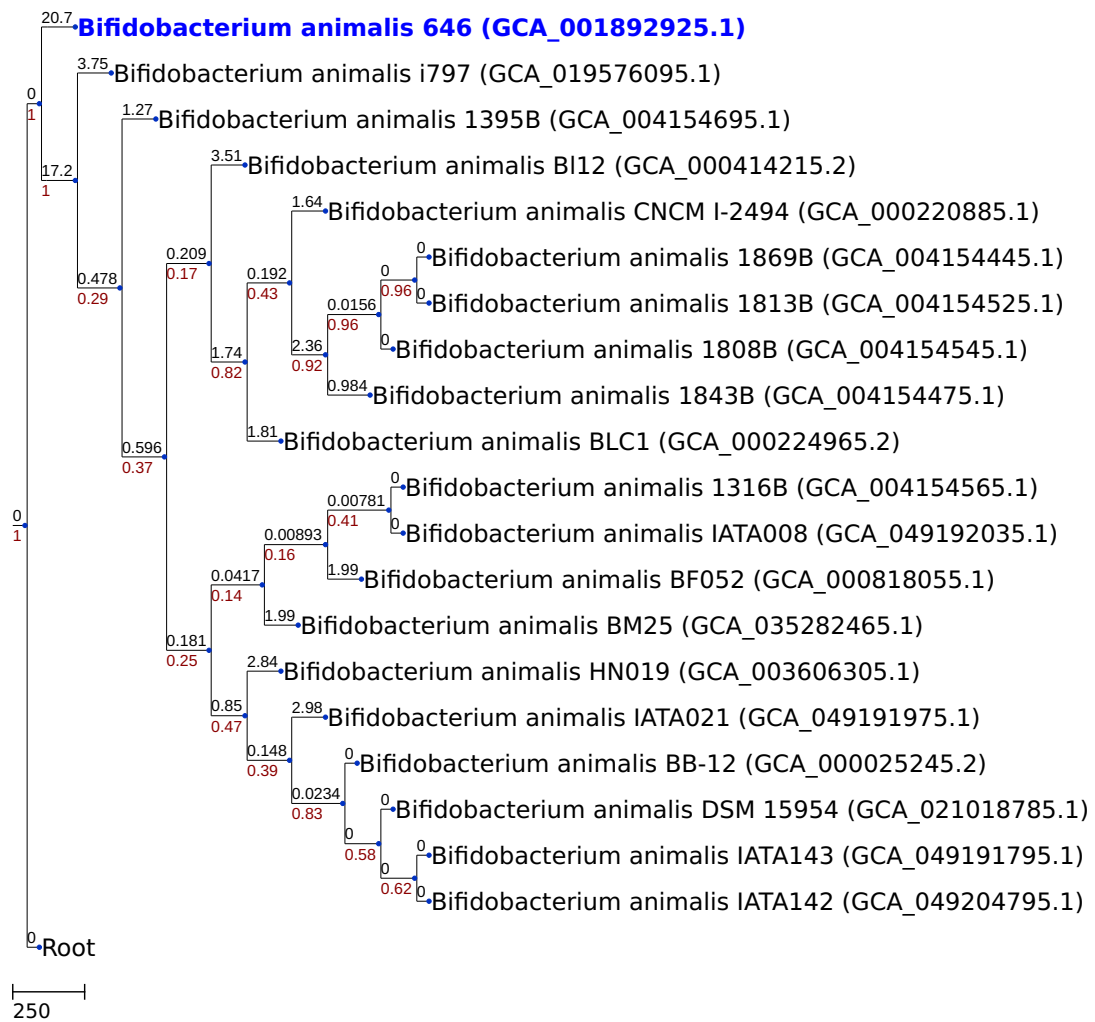 20.7 Bifidobacterium animalis 646 (GCA_001892925.1)
3.75 Bifidobacterium animalis i797 (GCA_019576095.1)
0
1
1.27 Bifidobacterium animalis 1395B (GCA_004154695.1)
3.51 Bifidobacterium animalis Bl12 (GCA_000414215.2)
17.2
1
1.64 Bifidobacterium animalis CNCM I-2494 (GCA_000220885.1)
0 Bifidobacterium animalis 1869B (GCA_004154445.1)
0.209
0.17
0.478
0.29
0.192
0.43
0
0.96
0 Bifidobacterium animalis 1813B (GCA_004154525.1)
0.0156
0.96
0 Bifidobacterium animalis 1808B (GCA_004154545.1)
1.74
0.82
2.36
0.92
0.984 Bifidobacterium animalis 1843B (GCA_004154475.1)
1.81 Bifidobacterium animalis BLC1 (GCA_000224965.2)
0.596
0.37
0 Bifidobacterium animalis 1316B (GCA_004154565.1)
0.00781
0.41
0
1
0 Bifidobacterium animalis IATA008 (GCA_049192035.1)
0.00893
0.16
1.99 Bifidobacterium animalis BF052 (GCA_000818055.1)
0.0417
0.14
1.99 Bifidobacterium animalis BM25 (GCA_035282465.1)
0.181
0.25
2.84 Bifidobacterium animalis HN019 (GCA_003606305.1)
0.85
0.47
2.98 Bifidobacterium animalis IATA021 (GCA_049191975.1)
0.148
0.39
0 Bifidobacterium animalis BB-12 (GCA_000025245.2)
0.0234
0.83
0 Bifidobacterium animalis DSM 15954 (GCA_021018785.1)
0
0.58
0 Bifidobacterium animalis IATA143 (GCA_049191795.1)
0
0.62
0 Bifidobacterium animalis IATA142 (GCA_049204795.1)
0 Root
250